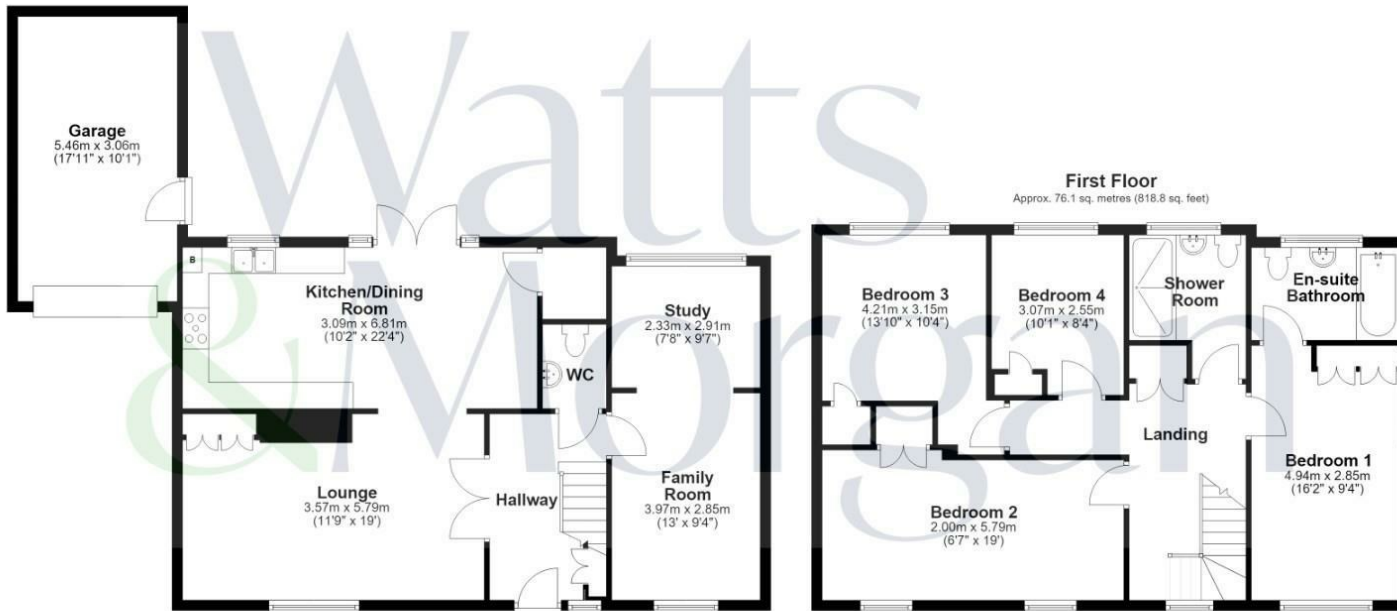 Watts
& Morgan
Garage
5.46m x 3.06m
(17'11" x 10'1")
B
Kitchen/Dining
Room
3.09m x 6.81m
(10'2" x 22'4")
Study
2.33m x 2.91m
(7'8" x 9'7")
WC
Lounge
3.57m x 5.79m
(11'9" x 19')
Hallway
Family
Room
3.97m x 2.85m
(13' x 9'4")
First Floor
Approx. 76.1 sq. metres (818.8 sq. feet)
Bedroom 3
4.21m x 3.15m
(13'10" x 10'4")
Bedroom 4
3.07m x 2.55m
(10'1" x 8'4")
Shower
Room
En-suite
Bathroom
Landing
Bedroom 2
2.00m x 5.79m
(6'7" x 19')
Bedroom 1
4.94m x 2.85m
(16'2" x 9'4")